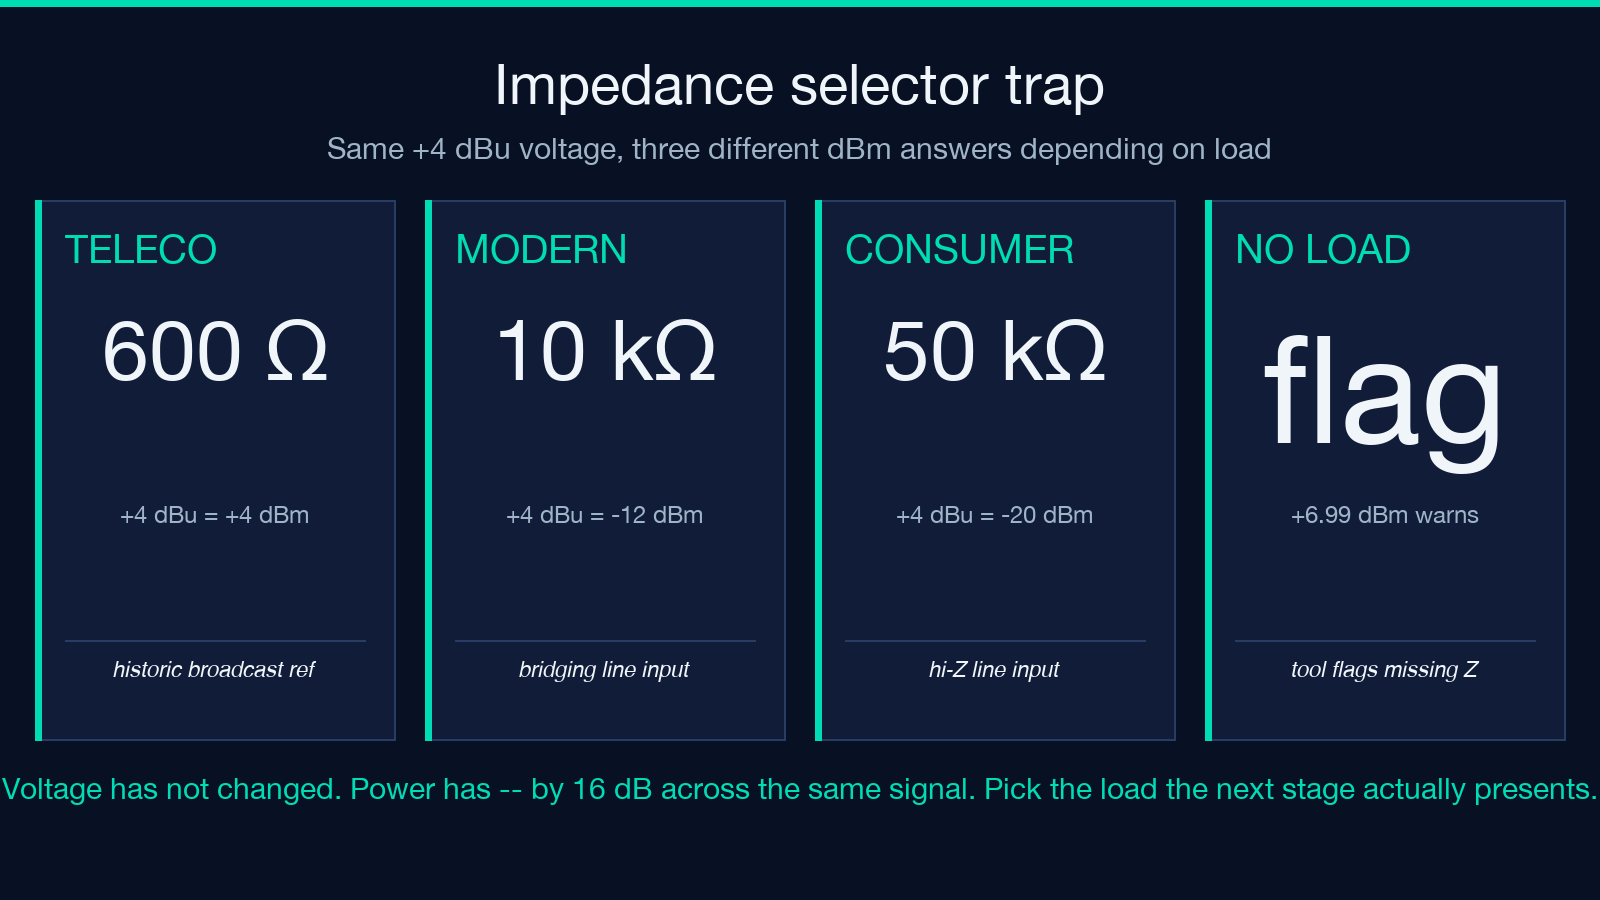 Impedance selector trap
Same +4 dBu voltage, three different dBm answers depending on load
TELECO
600 Ω
+4 dBu = +4 dBm
historic broadcast ref
MODERN
10 kΩ
+4 dBu = -12 dBm
bridging line input
CONSUMER
50 kΩ
+4 dBu = -20 dBm
hi-Z line input
NO LOAD
flag
+6.99 dBm warns
tool flags missing Z
Voltage has not changed. Power has -- by 16 dB across the same signal. Pick the load the next stage actually presents.